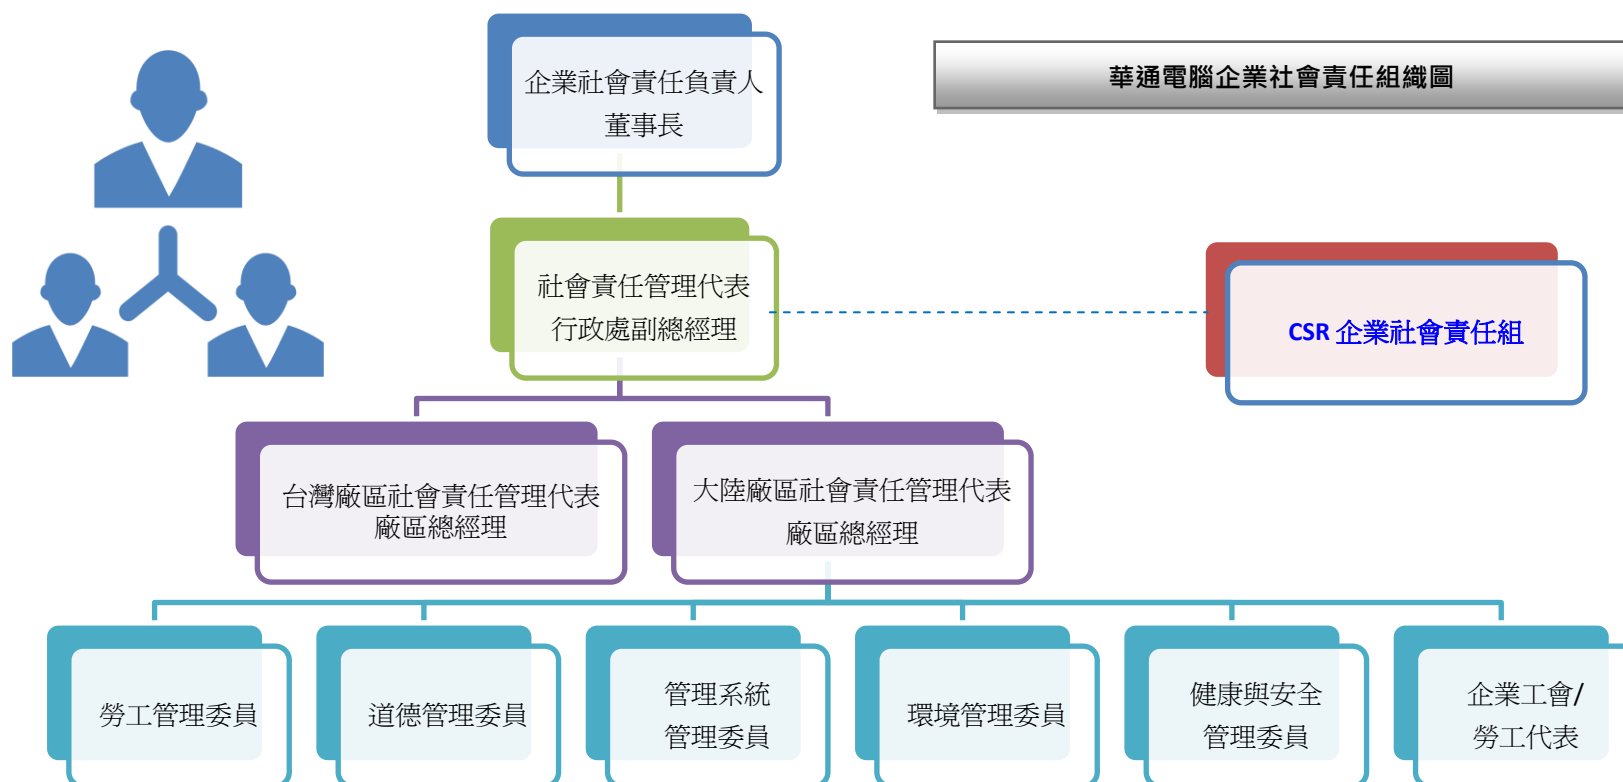 華通電腦企業社會責任組織圖
企業社會責任負責人
董事長
社會責任管理代表
行政處副總經理
CSR 企業社會責任組
台灣廠區社會責任管理代表
廠區總經理
大陸廠區社會責任管理代表
廠區總經理
勞工管理委員
道德管理委員
管理系統
管理委員
環境管理委員
健康與安全
管理委員
企業工會/
勞工代表